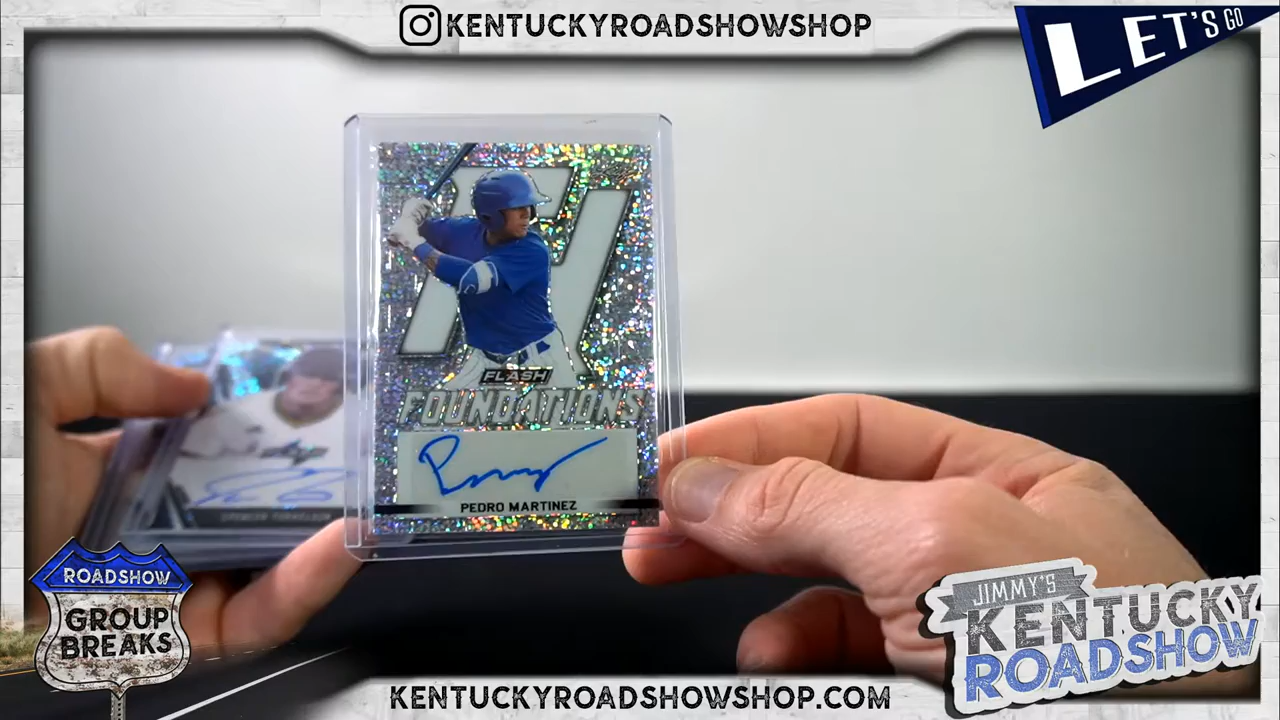 KENTUCKYROADSHOWSHOP
LET'S GO
FLASH
FOUNDATIONS
PEDRO MARTINEZ
ROADSHOW
GROUP
BREAKS
JIMMY'S
KENTUCKY
ROADSHOW
KENTUCKYROADSHOWSHOP.COM